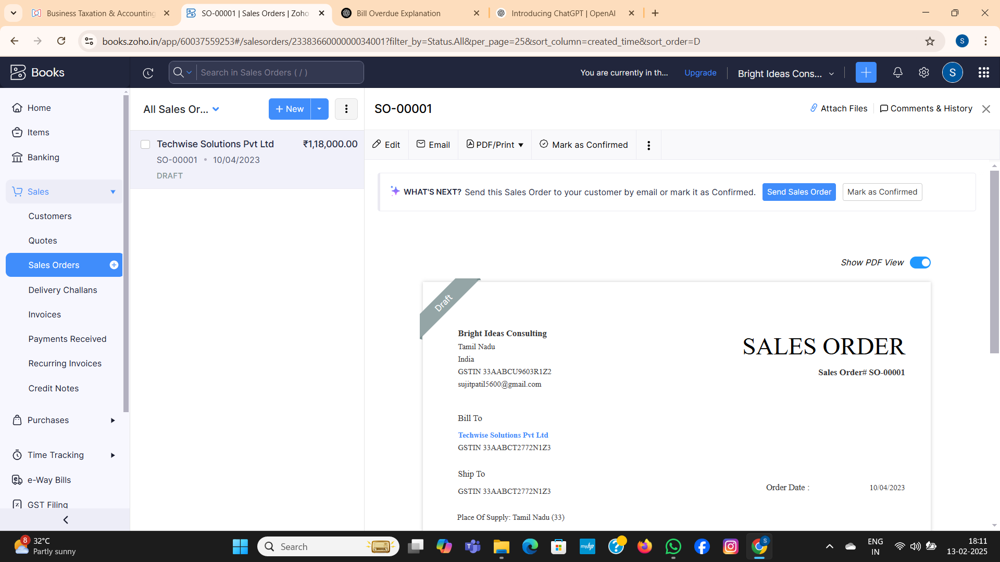 Business Taxation & Accounting
SO-00001 | Sales Orders | Zoho
Bill Overdue Explanation
Introducing ChatGPT | OpenAI
books.zoho.in/app/60037559253#/salesorders/2338366000000034001?filter_by=Status.All&per_page=25&sort_column=created_time&sort_order=D
S
Books
Search in Sales Orders ( / )
You are currently in th...
Upgrade
Bright Ideas Cons...
S
Home
Items
Banking
Sales
Customers
Quotes
Sales Orders
Delivery Challans
Invoices
Payments Received
Recurring Invoices
Credit Notes
Purchases
Time Tracking
e-Way Bills
GST Filing
All Sales Or...
+ New
Techwise Solutions Pvt Ltd
₹1,18,000.00
SO-00001 • 10/04/2023
DRAFT
SO-00001
Attach Files
Comments & History
Edit
Email
PDF/Print
Mark as Confirmed
WHAT'S NEXT? Send this Sales Order to your customer by email or mark it as Confirmed.
Send Sales Order
Mark as Confirmed
Show PDF View
Draft
Bright Ideas Consulting
Tamil Nadu
India
GSTIN 33AABCU9603R1Z2
sujitpatil5600@gmail.com
SALES ORDER
Sales Order# SO-00001
Bill To
Techwise Solutions Pvt Ltd
GSTIN 33AABCT2772N1Z3
Ship To
GSTIN 33AABCT2772N1Z3
Order Date :
10/04/2023
Place Of Supply: Tamil Nadu (33)
8
32°C
Partly sunny
Search
myhp
S
ENG
IN
18:11
13-02-2025